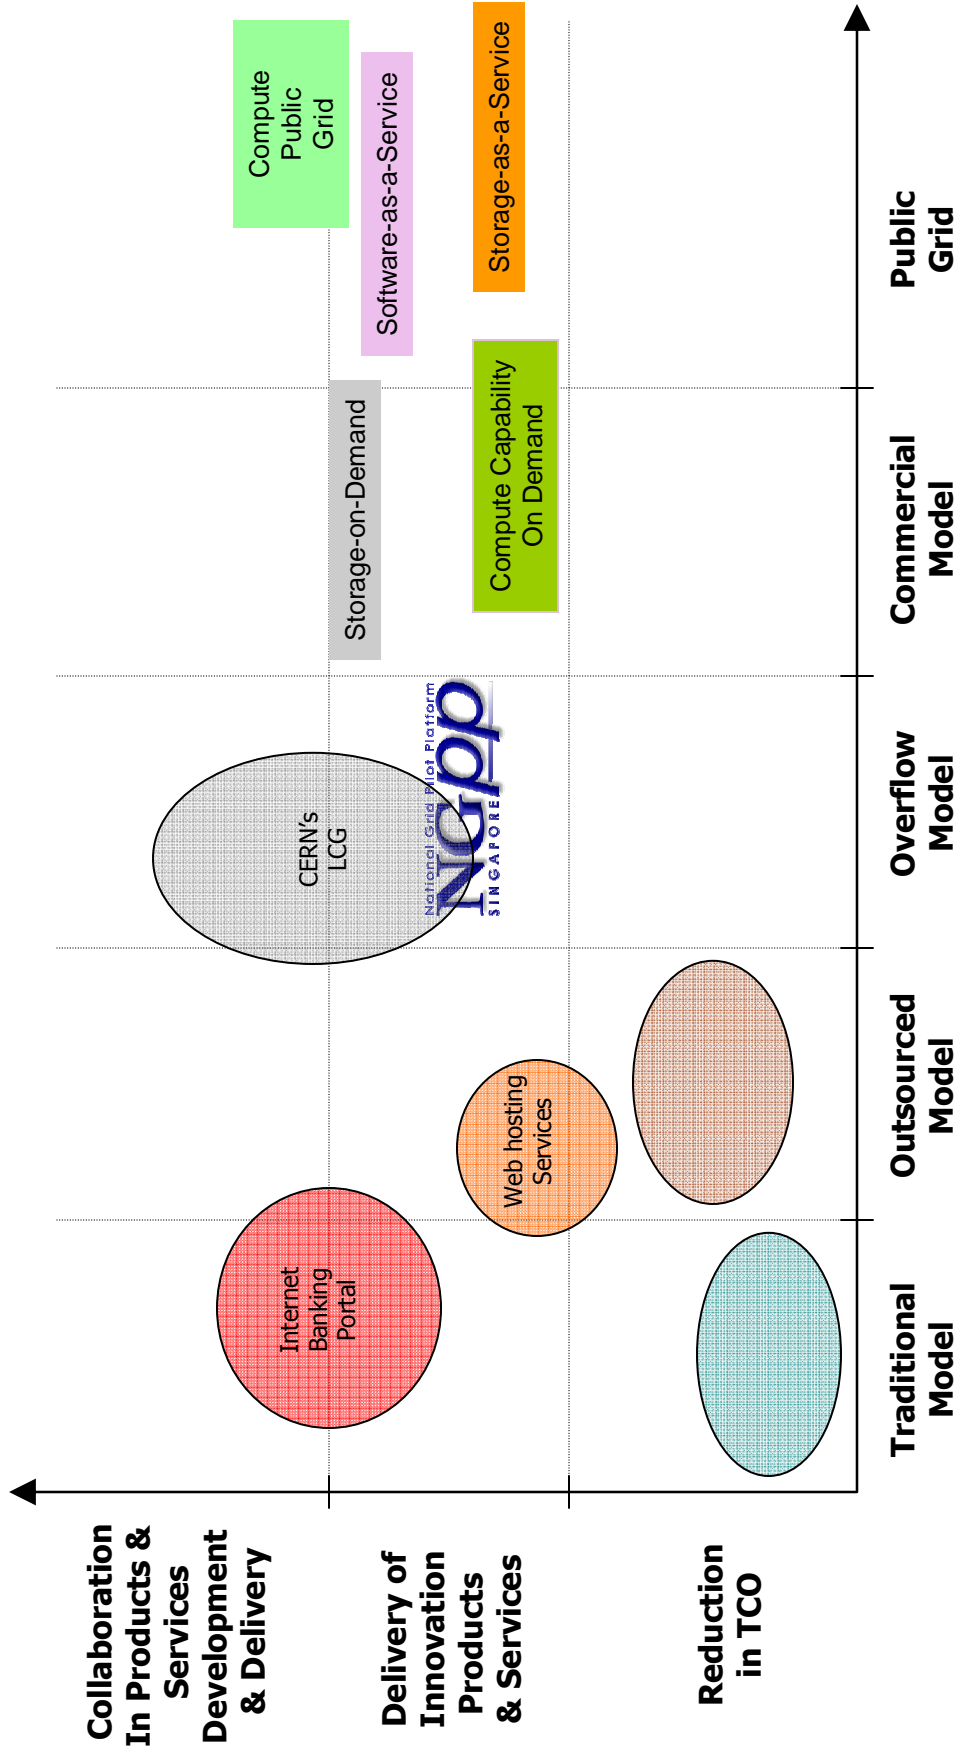 Collaboration
In Products &
Services
Development
& Delivery
Delivery of
Innovation
Products
& Services
Reduction
in TCO
Internet
Banking
Portal
Web hosting
Services
CERN's
LCG
National Grid Pilot Platform
NGpp
SINGAPORE
Storage-on-Demand
Compute Capability
On Demand
Compute
Public
Grid
Software-as-a-Service
Storage-as-a-Service
Traditional
Model
Outsourced
Model
Overflow
Model
Commercial
Model
Public
Grid